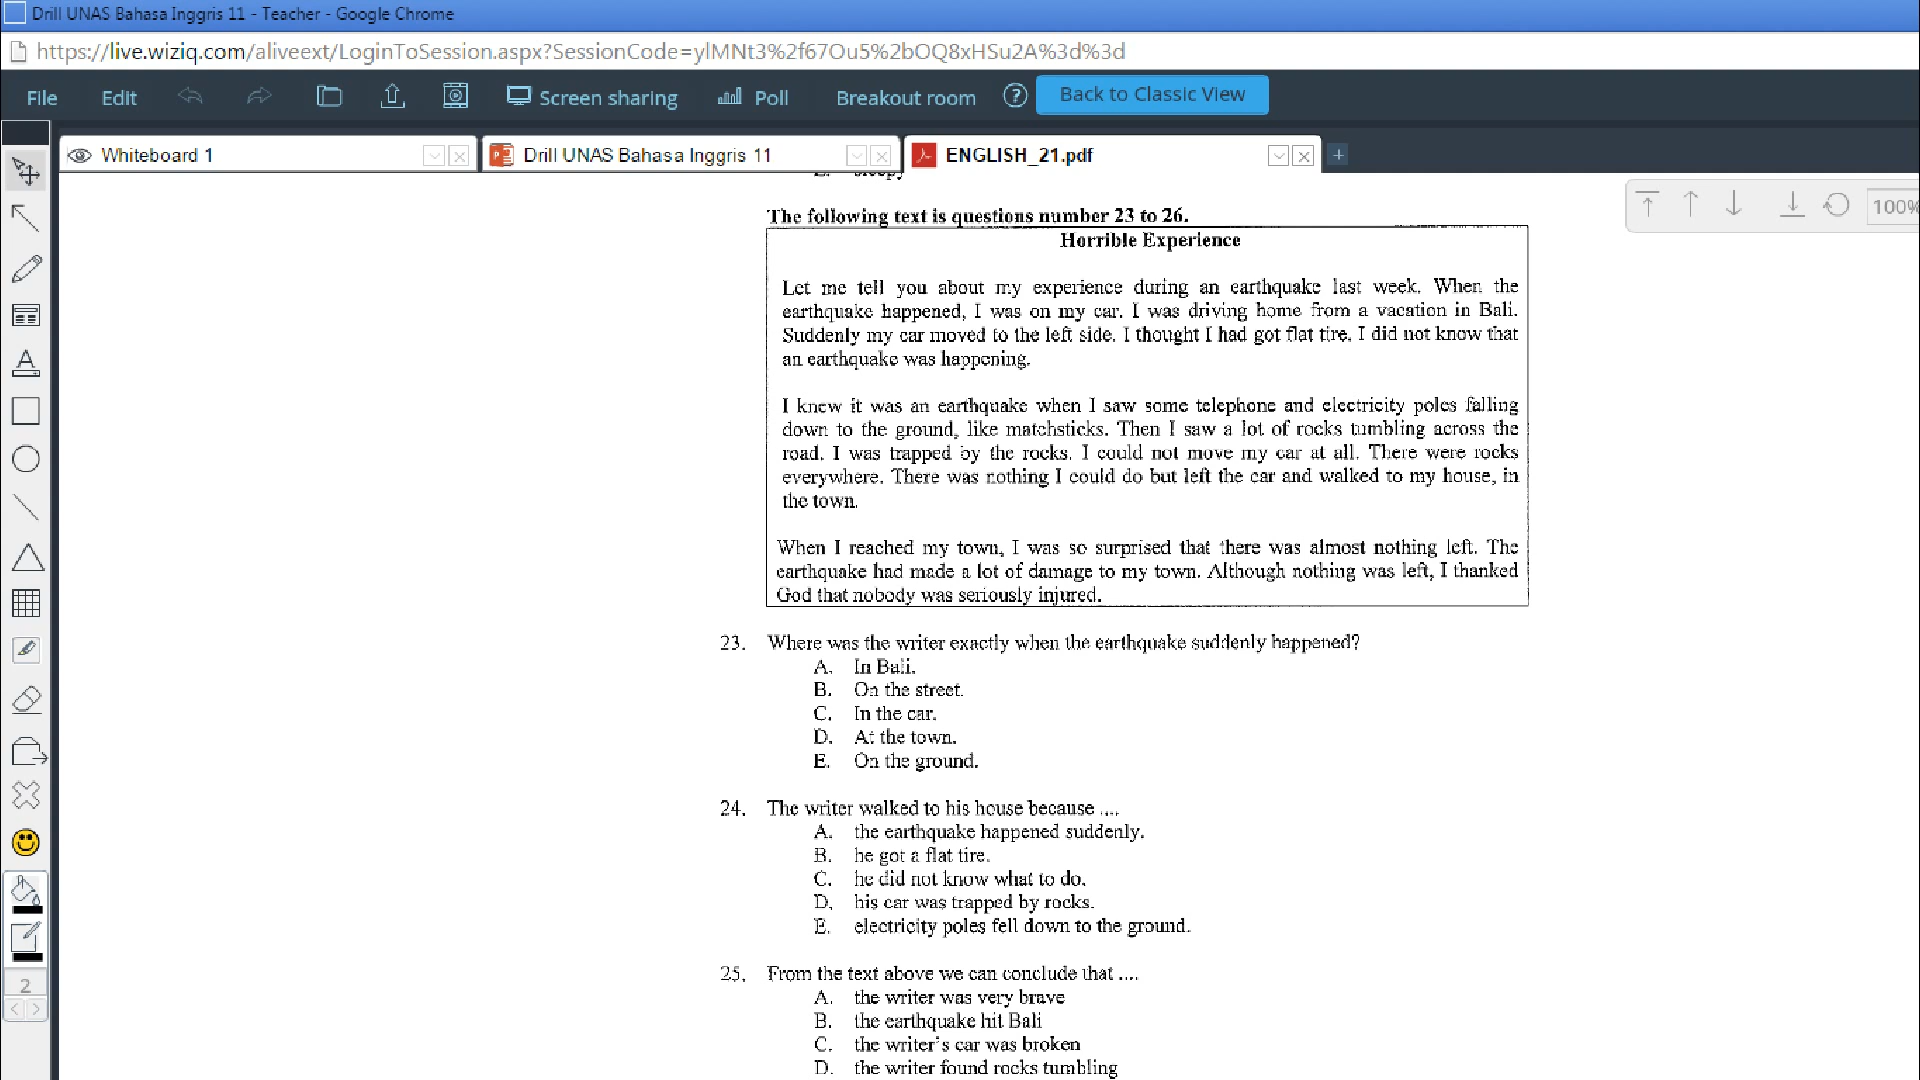 Drill UNAS Bahasa Inggris 11 - Teacher - Google Chrome
https://live.wiziq.com/aliveext/LoginToSession.aspx?SessionCode=ylMNt3%2f67Ou5%2bOQ8xHSu2A%3d%3d
File Edit Screen sharing Poll Breakout room ? Back to Classic View
Whiteboard 1 Drill UNAS Bahasa Inggris 11 ENGLISH_21.pdf +
E. sleepy
100%
The following text is questions number 23 to 26.
Horrible Experience
Let me tell you about my experience during an earthquake last week. When the
earthquake happened, I was on my car. I was driving home from a vacation in Bali.
Suddenly my car moved to the left side. I thought I had got flat tire. I did not know that
an earthquake was happening.
I knew it was an earthquake when I saw some telephone and electricity poles falling
down to the ground, like matchsticks. Then I saw a lot of rocks tumbling across the
road. I was trapped by the rocks. I could not move my car at all. There were rocks
everywhere. There was nothing I could do but left the car and walked to my house, in
the town.
When I reached my town, I was so surprised that there was almost nothing left. The
earthquake had made a lot of damage to my town. Although nothing was left, I thanked
God that nobody was seriously injured.
23. Where was the writer exactly when the earthquake suddenly happened?
A. In Bali.
B. On the street.
C. In the car.
D. At the town.
E. On the ground.
24. The writer walked to his house because ....
A. the earthquake happened suddenly.
B. he got a flat tire.
C. he did not know what to do.
D. his car was trapped by rocks.
E. electricity poles fell down to the ground.
25. From the text above we can conclude that ....
A. the writer was very brave
B. the earthquake hit Bali
C. the writer's car was broken
D. the writer found rocks tumbling
2